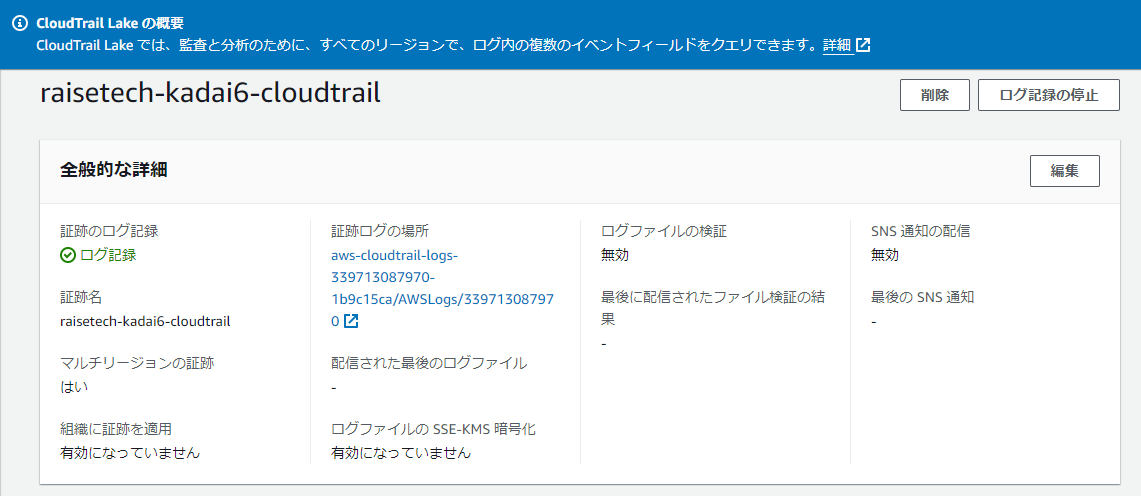 CloudTrail Lake の概要
CloudTrail Lake では、監査と分析のために、すべてのリージョンで、ログ内の複数のイベントフィールドをクエリできます。詳細
raisetech-kadai6-cloudtrail
削除
ログ記録の停止
全般的な詳細
編集
証跡のログ記録
ログ記録
証跡名
raisetech-kadai6-cloudtrail
マルチリージョンの証跡
はい
組織に証跡を適用
有効になっていません
証跡ログの場所
aws-cloudtrail-logs-
339713087970-
1b9c15ca/AWSLogs/33971308797
0
配信された最後のログファイル
-
ログファイルの SSE-KMS 暗号化
有効になっていません
ログファイルの検証
無効
最後に配信されたファイル検証の結
果
-
SNS 通知の配信
無効
最後の SNS 通知
-